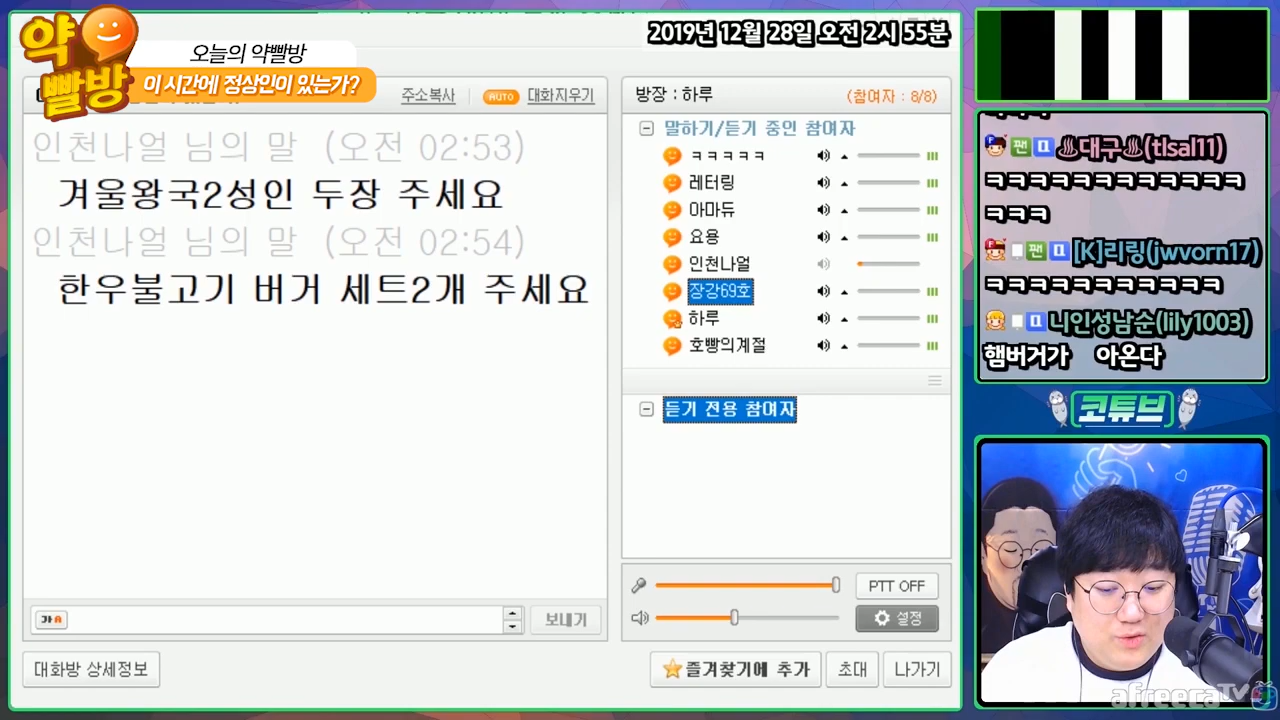 약빨방
오늘의 약빨방
이 시간에 정상인이 있는가?
2019년 12월 28일 오전 2시 55분
주소복사
AUTO 대화지우기
인천나얼 님의 말 (오전 02:53)
겨울왕국2성인 두장 주세요
인천나얼 님의 말 (오전 02:54)
한우불고기 버거 세트2개 주세요
가A
보내기
대화방 상세정보
방장 : 하루
(참여자 : 8/8)
말하기/듣기 중인 참여자
ㅋㅋㅋㅋㅋ
레터링
아마듀
요용
인천나얼
장강69호
하루
호빵의계절
듣기 전용 참여자
PTT OFF
설정
즐겨찾기에 추가
초대
나가기
ㅋㅋㅋ
F 팬 ♨대구♨(tlsal11)
ㅋㅋㅋㅋㅋㅋㅋㅋㅋㅋㅋㅋ
ㅋㅋㅋ
F 팬 [K]리링(jwvorn17)
ㅋㅋㅋㅋㅋㅋㅋㅋㅋㅋㅋ
니인성남순(lily1003)
햄버거가 아온다
코튜브
afreecaTV